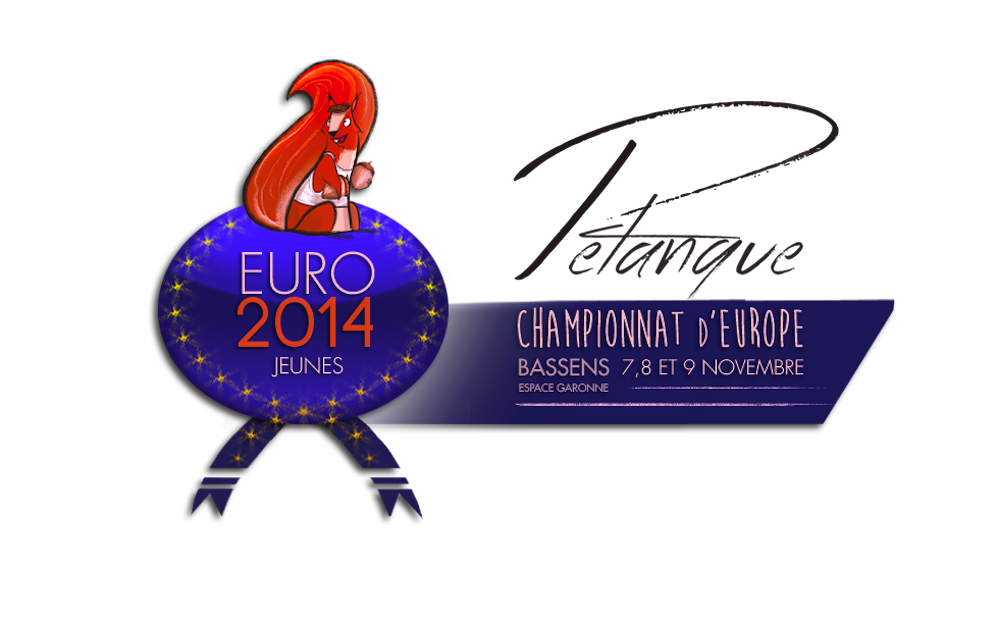 EURO
2014
JEUNES
Pétanque
CHAMPIONNAT D'EUROPE
BASSENS 7,8 ET 9 NOVEMBRE
ESPACE GARONNE